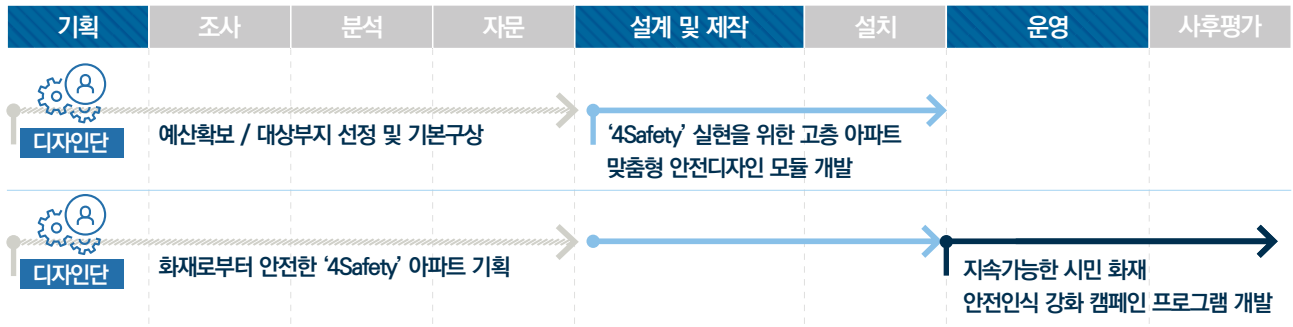 기획 조사 분석 자문 설계 및 제작 설치 운영 사후평가
디자인단
예산확보 / 대상부지 선정 및 기본구상
‘4Safety’ 실현을 위한 고층 아파트
맞춤형 안전디자인 모듈 개발
디자인단
화재로부터 안전한 ‘4Safety’ 아파트 기획
지속가능한 시민 화재
안전인식 강화 캠페인 프로그램 개발